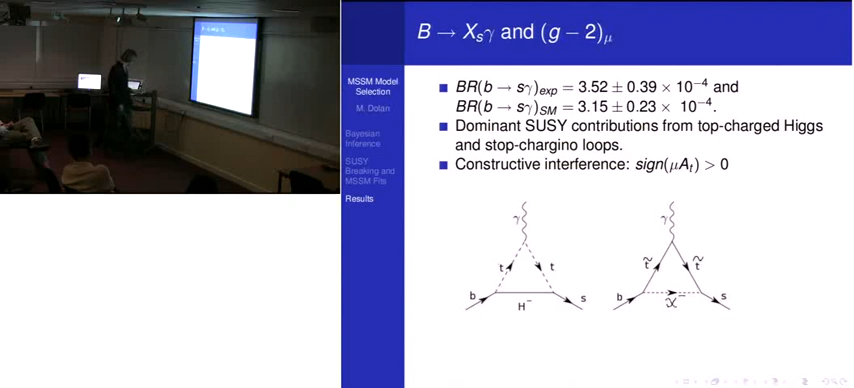 B → X_sγ and (g − 2)_μ
MSSM Model
Selection
M. Dolan
Bayesian
Inference
SUSY
Breaking and
MSSM Fits
Results
BR(b → sγ)_exp = 3.52 ± 0.39 × 10⁻⁴ and
BR(b → sγ)_SM = 3.15 ± 0.23 × 10⁻⁴.
Dominant SUSY contributions from top-charged Higgs
and stop-chargino loops.
Constructive interference: sign(μA_t) > 0
γ γ
t t t̃ t̃
b H⁻ s b χ̃⁻ s